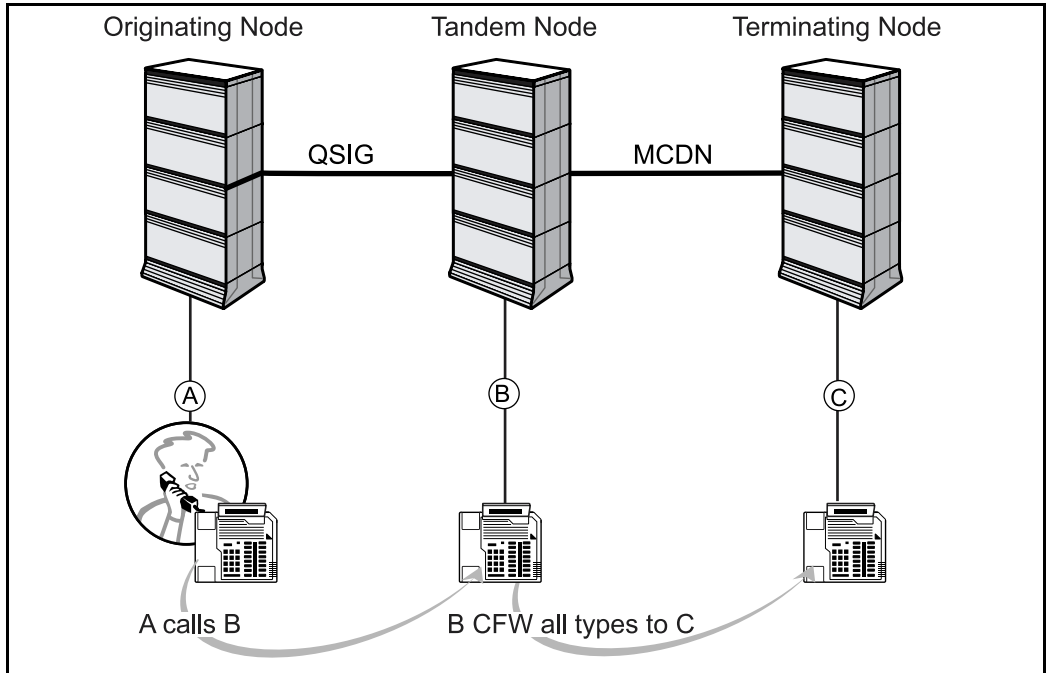 Originating Node
Tandem Node
Terminating Node
QSIG
MCDN
A
B
C
A calls B
B CFW all types to C